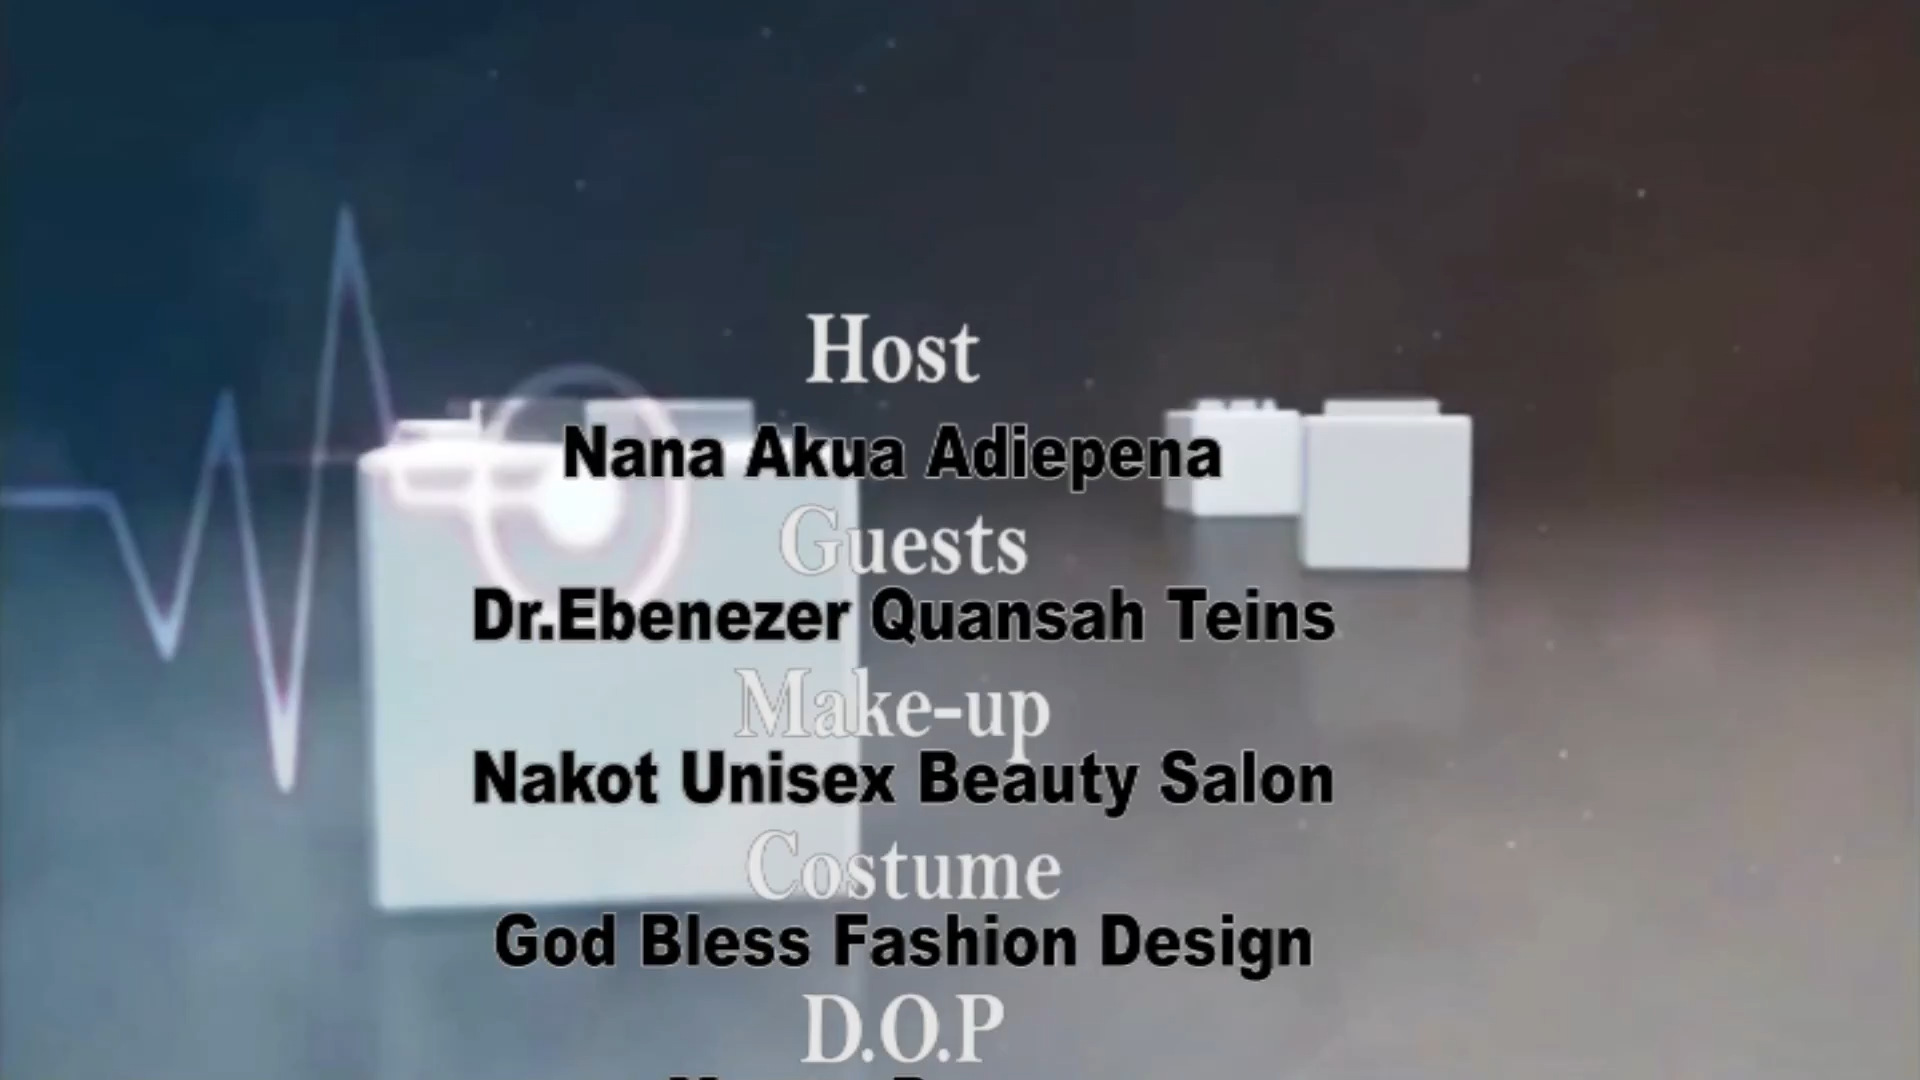 Host
Nana Akua Adiepena
Guests
Dr.Ebenezer Quansah Teins
Make-up
Nakot Unisex Beauty Salon
Costume
God Bless Fashion Design
D.O.P